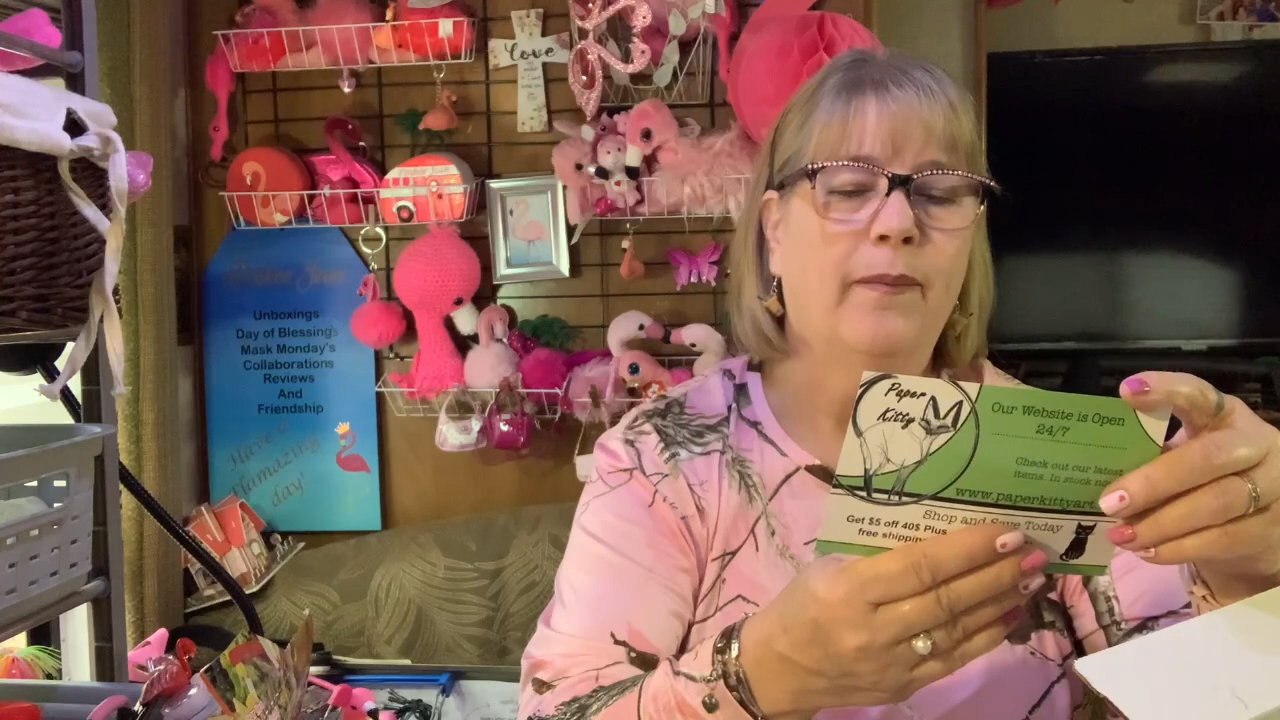 Love
Unboxings
Day of Blessing's
Mask Monday's
Collaborations
Reviews
And
Friendship
Have a
flamazing
day!
Paper
Kitty
Our Website is Open
24/7
Check out our latest
items. In stock
www.paperkittyart.
Shop and Save Today
Get $5 off 40$ Plus
free shipping